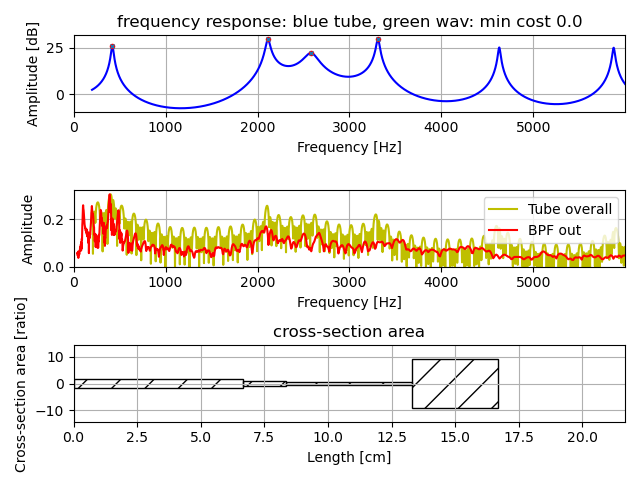 frequency response: blue tube, green wav: min cost 0.0
Amplitude [dB]
25
0
0 1000 2000 3000 4000 5000
Frequency [Hz]
Amplitude
0.2
0.0
Tube overall
BPF out
0 1000 2000 3000 4000 5000
Frequency [Hz]
cross-section area
Cross-section area [ratio]
10
0
−10
0.0 2.5 5.0 7.5 10.0 12.5 15.0 17.5 20.0
Length [cm]